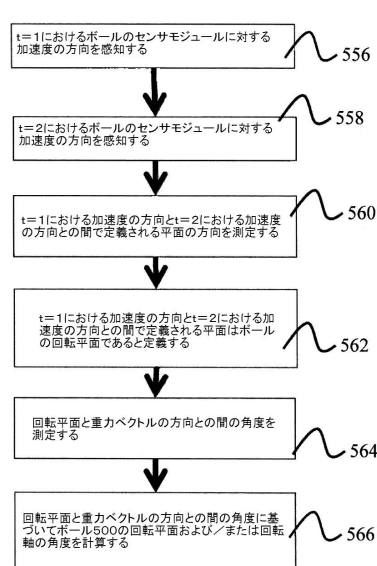 t=1におけるボールのセンサモジュールに対する
加速度の方向を感知する
556
t=2におけるボールのセンサモジュールに対する
加速度の方向を感知する
558
t=1における加速度の方向とt=2における加速度
の方向との間で定義される平面の方向を測定する
560
t=1における加速度の方向とt=2における加
速度の方向との間で定義される平面はボール
の回転平面であると定義する
562
回転平面と重力ベクトルの方向との間の角度を
測定する
564
回転平面と重力ベクトルの方向との間の角度に基
づいてボール500の回転平面および/または回転
軸の角度を計算する
566